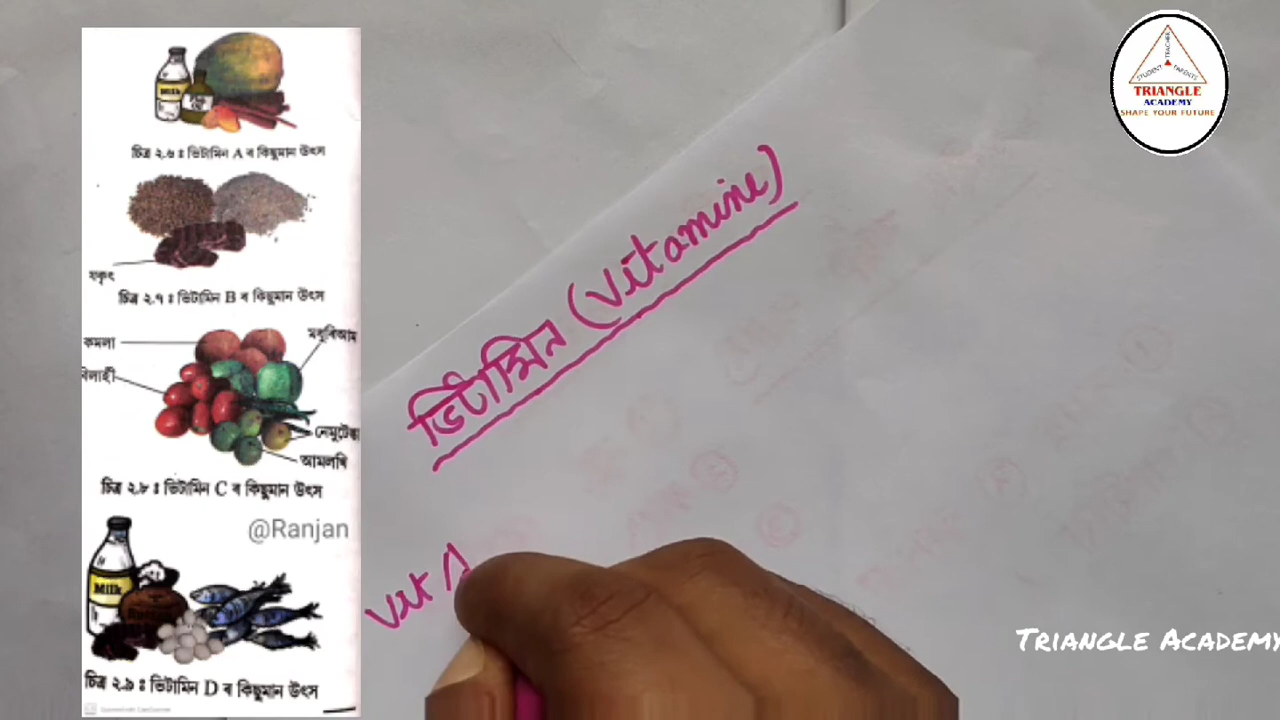 Milk
চিত্ৰ ২.৬ ঃ ভিটামিন A ৰ কিছুমান উৎস
যকৃৎ
চিত্ৰ ২.৭ ঃ ভিটামিন B ৰ কিছুমান উৎস
কমলা
মধুৰিআম
বিলাহী
নেমুটেঙা
আমলখি
চিত্ৰ ২.৮ ঃ ভিটামিন C ৰ কিছুমান উৎস
@Ranjan
Milk
চিত্ৰ ২.৯ ঃ ভিটামিন D ৰ কিছুমান উৎস
ভিটামিন (Vitamine)
Vit A
STUDENT TEACHER PARENTS
TRIANGLE
ACADEMY
SHAPE YOUR FUTURE
TRIANGLE ACADEMY